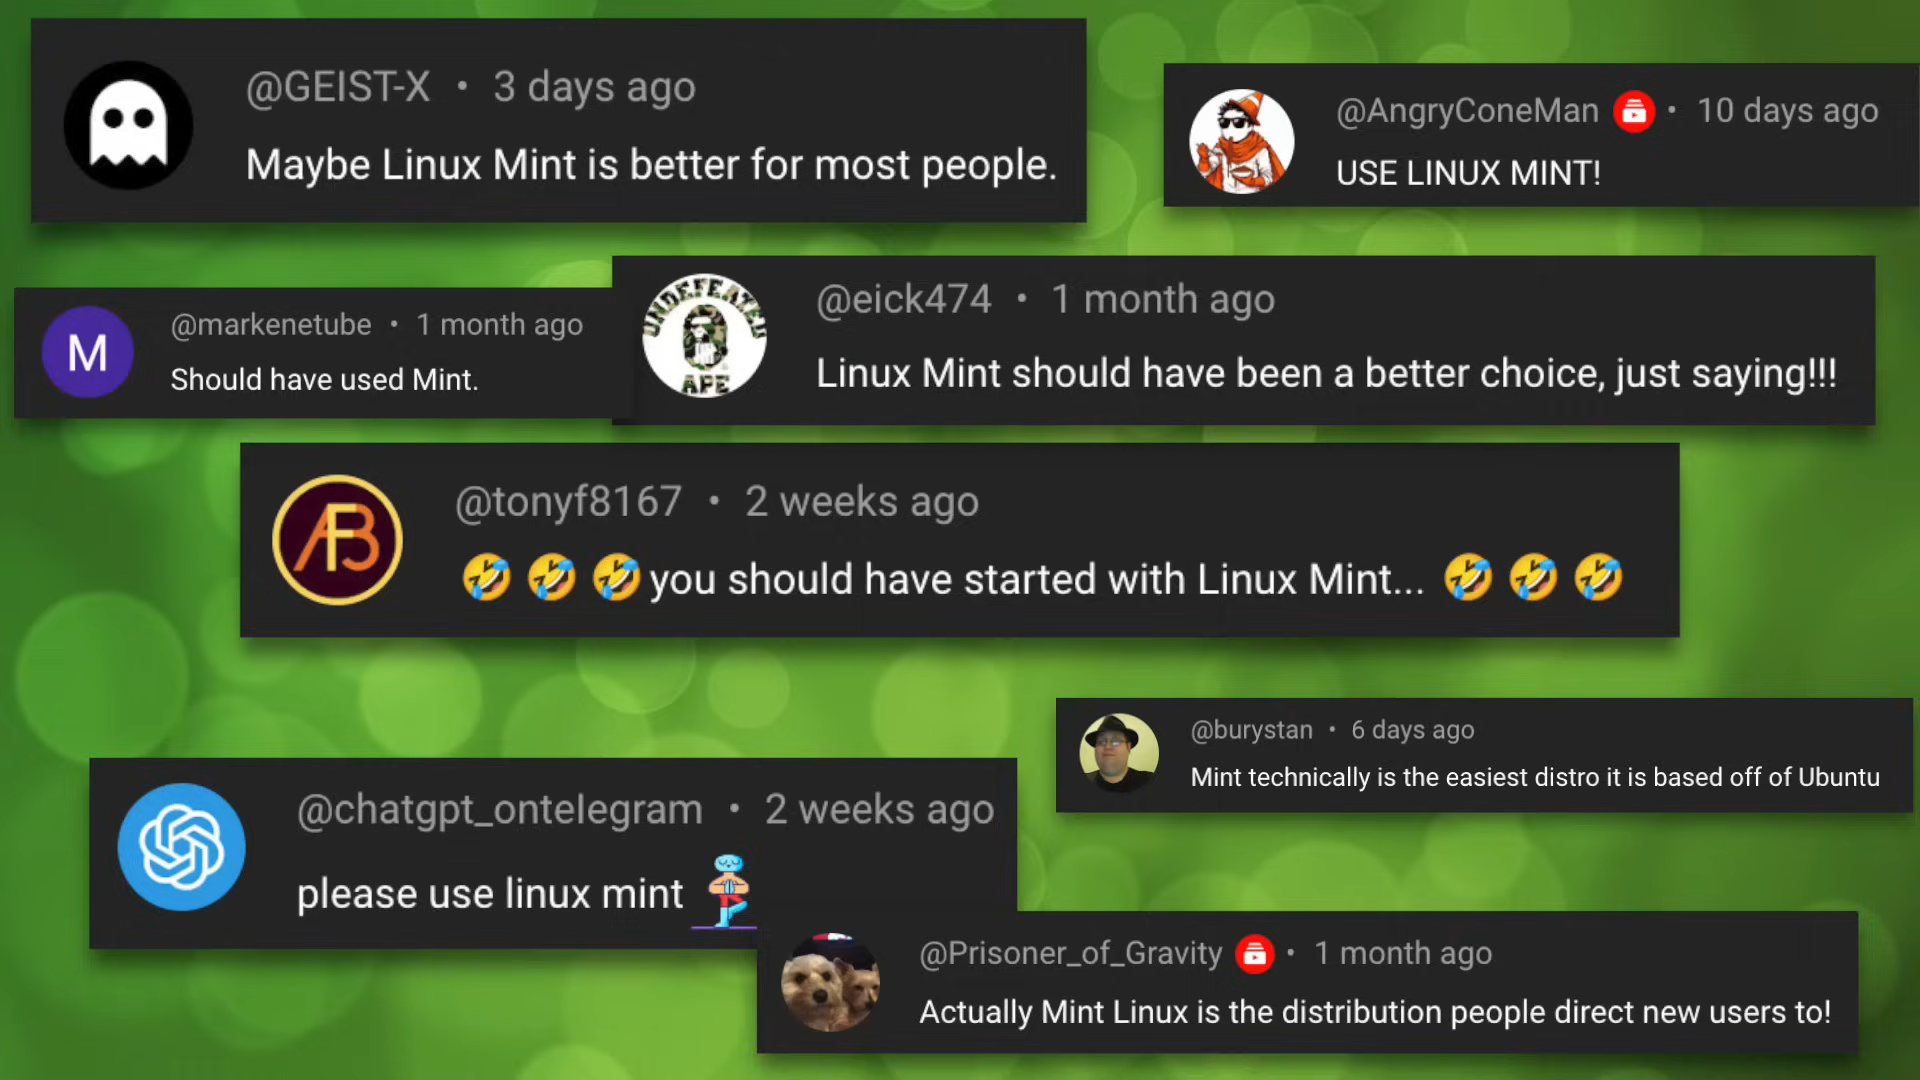 @GEIST-X • 3 days ago
Maybe Linux Mint is better for most people.
@AngryConeMan • 10 days ago
USE LINUX MINT!
M
@markenetube • 1 month ago
Should have used Mint.
UNDEFEATED
APE
@eick474 • 1 month ago
Linux Mint should have been a better choice, just saying!!!
AFB
@tonyf8167 • 2 weeks ago
🤣 🤣 🤣 you should have started with Linux Mint... 🤣 🤣 🤣
@burystan • 6 days ago
Mint technically is the easiest distro it is based off of Ubuntu
@chatgpt_ontelegram • 2 weeks ago
please use linux mint
@Prisoner_of_Gravity • 1 month ago
Actually Mint Linux is the distribution people direct new users to!